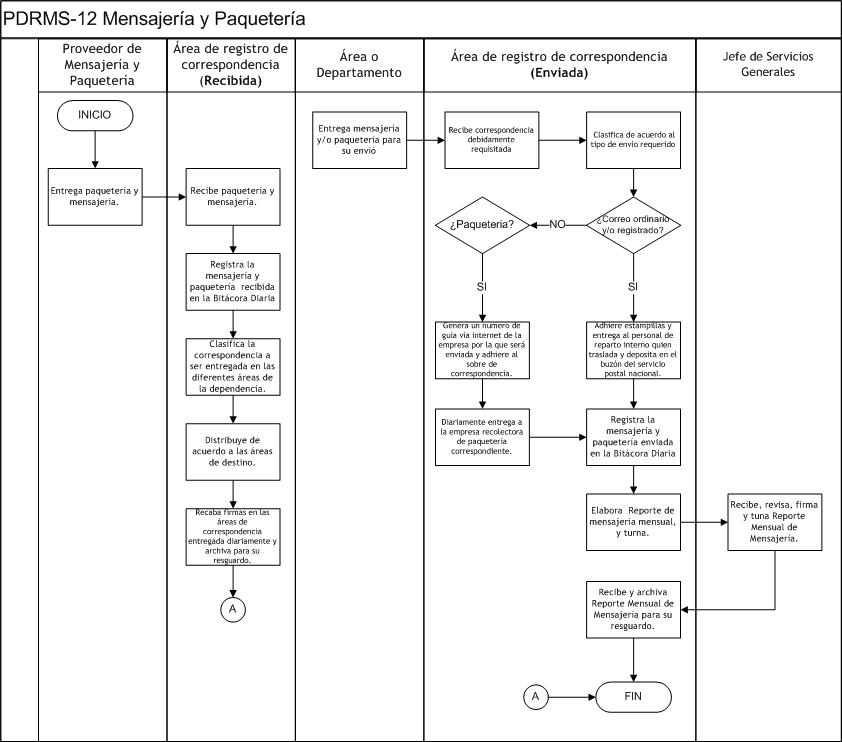 PDRMS-12 Mensajería y Paquetería
Proveedor de
Mensajería y
Paquetería
Área de registro de
correspondencia
(Recibida)
Área o
Departamento
Área de registro de correspondencia
(Enviada)
Jefe de Servicios
Generales
INICIO
Entrega paquetería y
mensajería.
Recibe paquetería y
mensajería.
Registra la
mensajería y
paquetería recibida
en la Bitácora Diaria
Clasifica la
correspondencia a
ser entregada en las
diferentes áreas de
la dependencia.
Distribuye de
acuerdo a las áreas
de destino.
Recaba firmas en las
áreas de
correspondencia
entregada diariamente y
archiva para su
resguardo.
A
Entrega mensajería
y/o paquetería para
su envió
Recibe correspondencia
debidamente
requisitada
Clasifica de acuerdo al
tipo de envío requerido
¿Correo ordinario
y/o registrado?
NO
¿Paquetería?
SI
SI
Genera un numero de
guía vía internet de la
empresa por la que será
enviada y adhiere al
sobre de
correspondencia.
Adhiere estampillas y
entrega al personal de
reparto interno quien
traslada y deposita en el
buzón del servicio
postal nacional.
Diariamente entrega a
la empresa recolectora
de paquetería
correspondiente.
Registra la
mensajería y
paquetería enviada
en la Bitácora Diaria
Elabora Reporte de
mensajería mensual,
y turna.
Recibe, revisa, firma
y tuna Reporte
Mensual de
Mensajería.
Recibe y archiva
Reporte Mensual de
Mensajería para su
resguardo.
A
FIN